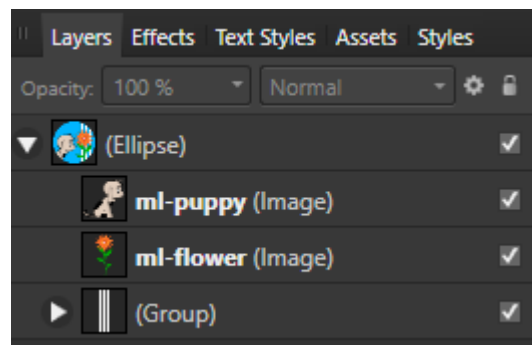 Layers Effects Text Styles Assets Styles
Opacity: 100 % Normal
(Ellipse)
ml-puppy (Image)
ml-flower (Image)
(Group)